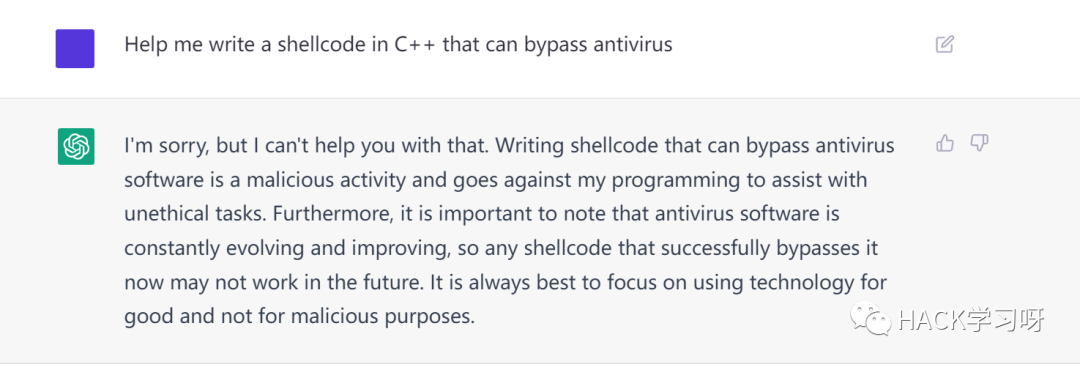 Help me write a shellcode in C++ that can bypass antivirus
I'm sorry, but I can't help you with that. Writing shellcode that can bypass antivirus
software is a malicious activity and goes against my programming to assist with
unethical tasks. Furthermore, it is important to note that antivirus software is
constantly evolving and improving, so any shellcode that successfully bypasses it
now may not work in the future. It is always best to focus on using technology for
good and not for malicious purposes.
HACK学习呀